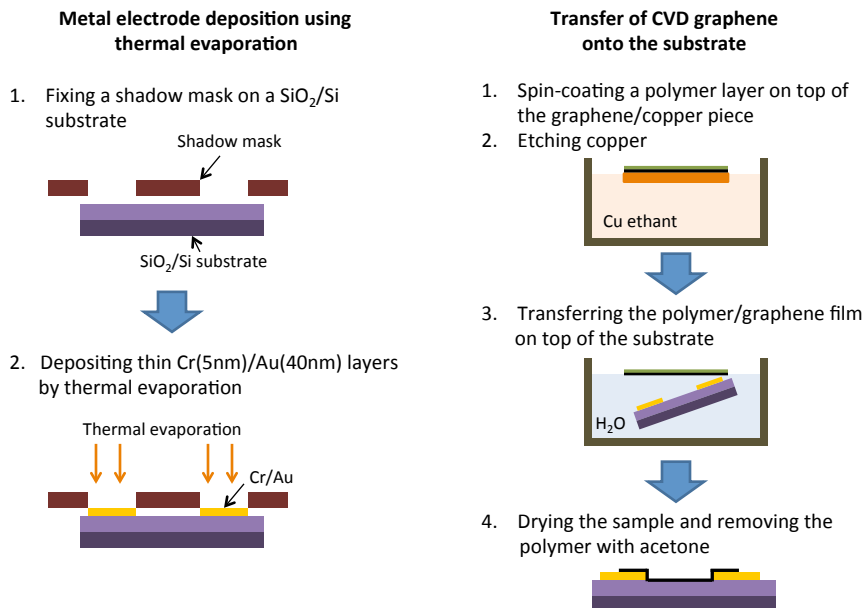 Metal electrode deposition using
thermal evaporation
1. Fixing a shadow mask on a SiO₂/Si
substrate
Shadow mask
SiO₂/Si substrate
2. Depositing thin Cr(5nm)/Au(40nm) layers
by thermal evaporation
Thermal evaporation
Cr/Au
Transfer of CVD graphene
onto the substrate
1. Spin-coating a polymer layer on top of
the graphene/copper piece
2. Etching copper
Cu ethant
3. Transferring the polymer/graphene film
on top of the substrate
H₂O
4. Drying the sample and removing the
polymer with acetone